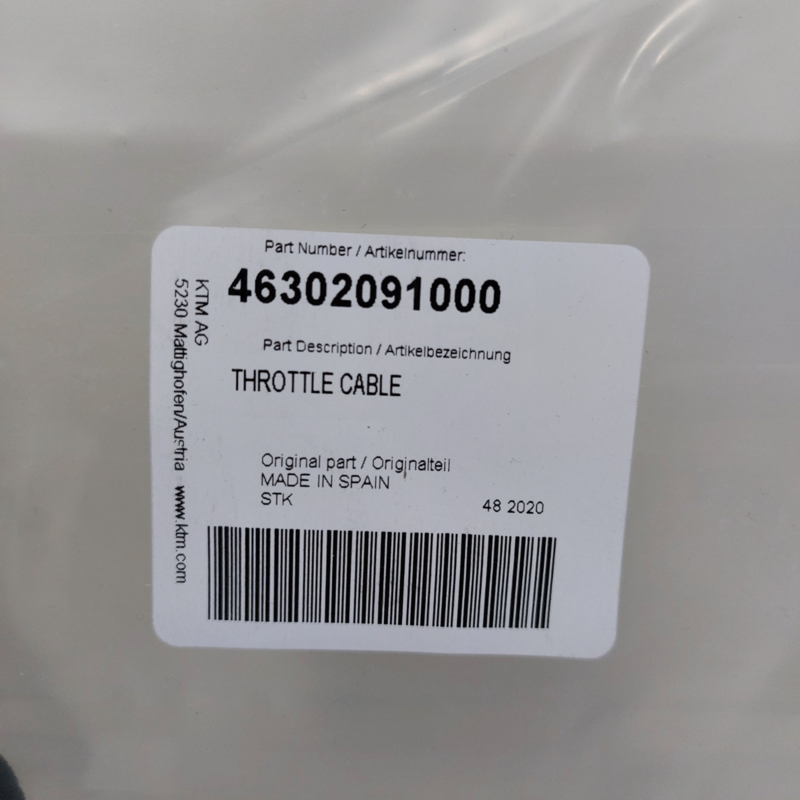 Part Number / Artikelnummer:
46302091000
Part Description / Artikelbezeichnung
THROTTLE CABLE
Original part / Originalteil
MADE IN SPAIN
STK 48 2020
KTM AG
5230 Mattighofen/Austria www.ktm.com